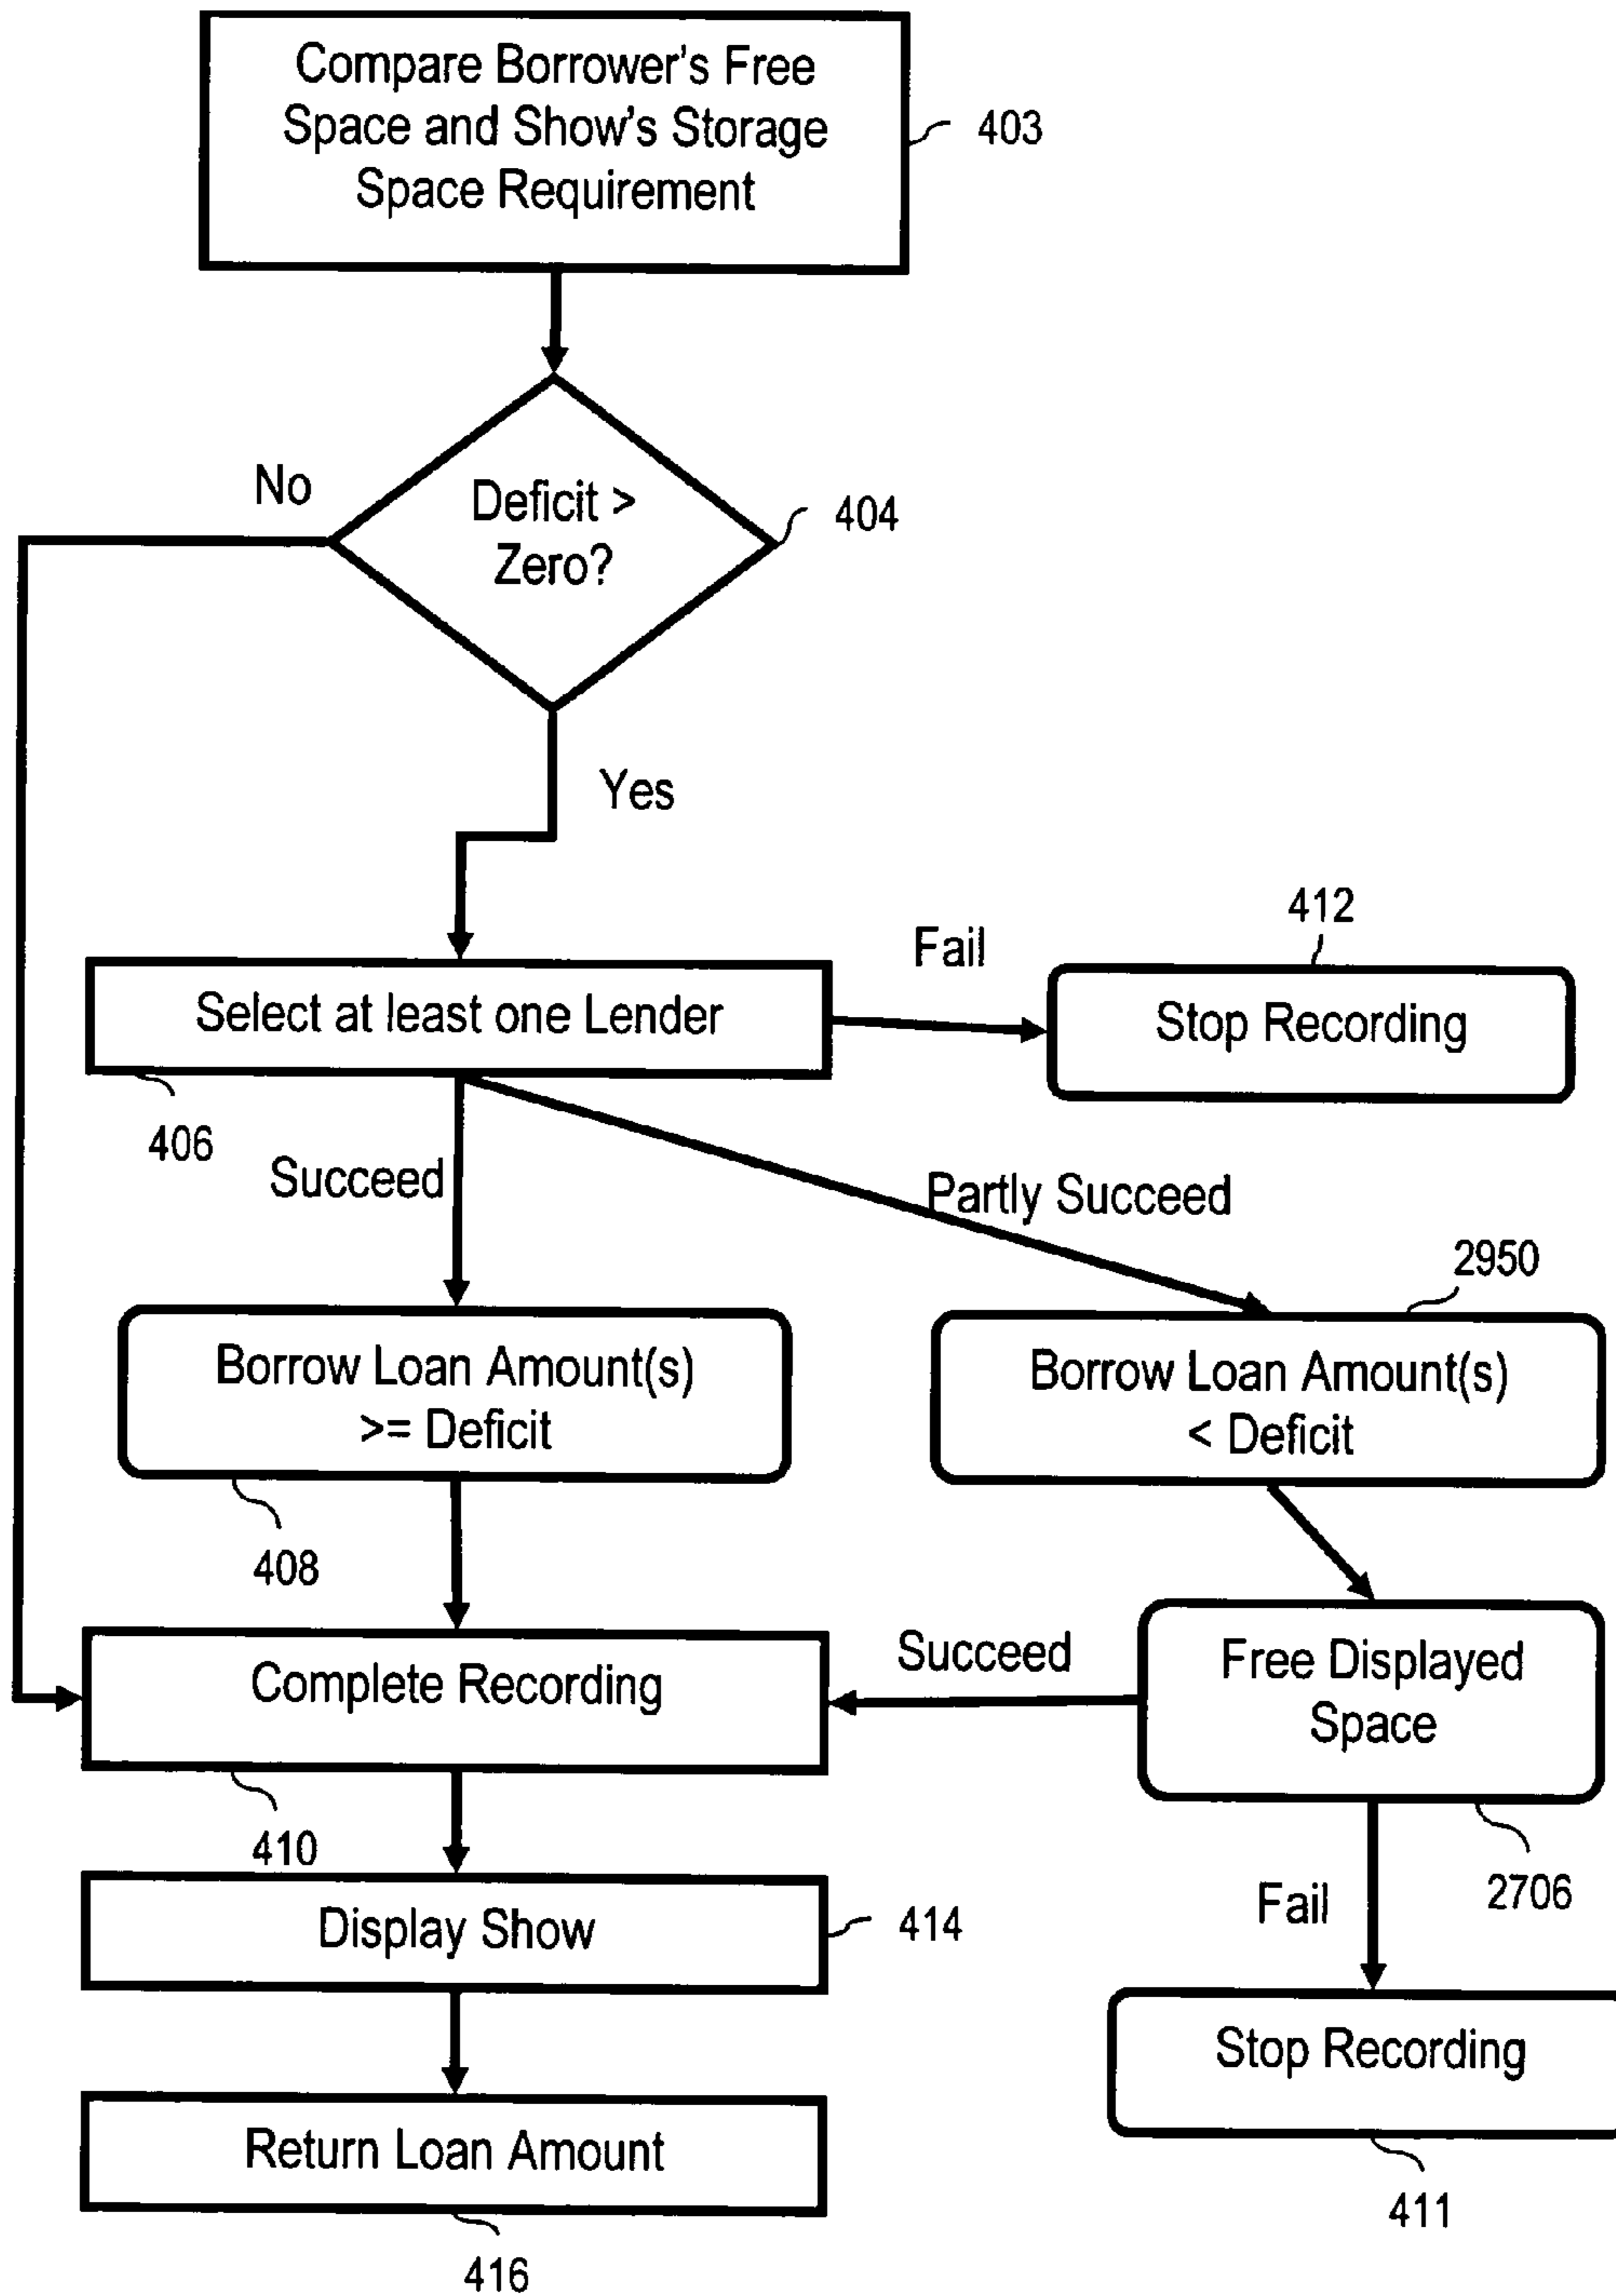 Compare Borrower's Free
Space and Show's Storage
Space Requirement
403
No
Deficit >
Zero?
404
Yes
412
Fail
Select at least one Lender
Stop Recording
406
Succeed
Partly Succeed
2950
Borrow Loan Amount(s)
>= Deficit
Borrow Loan Amount(s)
< Deficit
408
Succeed
Complete Recording
Free Displayed
Space
410
2706
Fail
Display Show
414
Stop Recording
Return Loan Amount
411
416